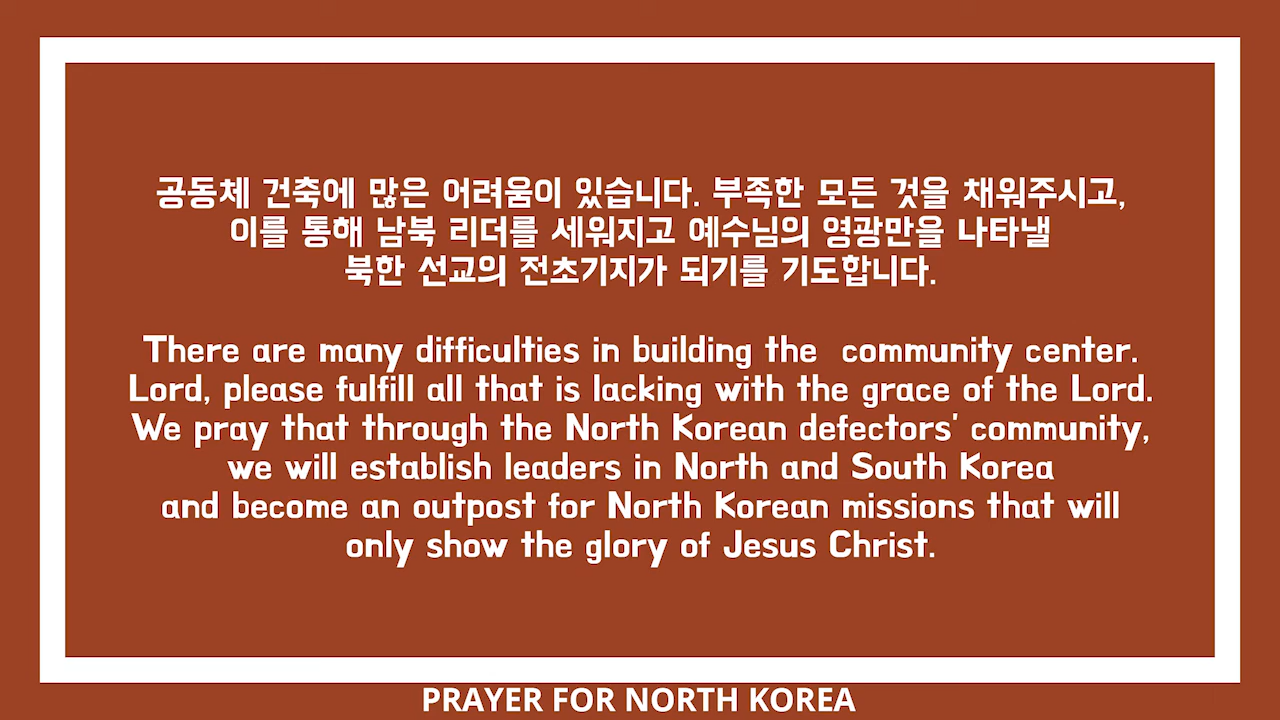 공동체 건축에 많은 어려움이 있습니다. 부족한 모든 것을 채워주시고,
이를 통해 남북 리더를 세워지고 예수님의 영광만을 나타낼
북한 선교의 전초기지가 되기를 기도합니다.
There are many difficulties in building the  community center.
Lord, please fulfill all that is lacking with the grace of the Lord.
We pray that through the North Korean defectors' community,
we will establish leaders in North and South Korea
and become an outpost for North Korean missions that will
only show the glory of Jesus Christ.
PRAYER FOR NORTH KOREA